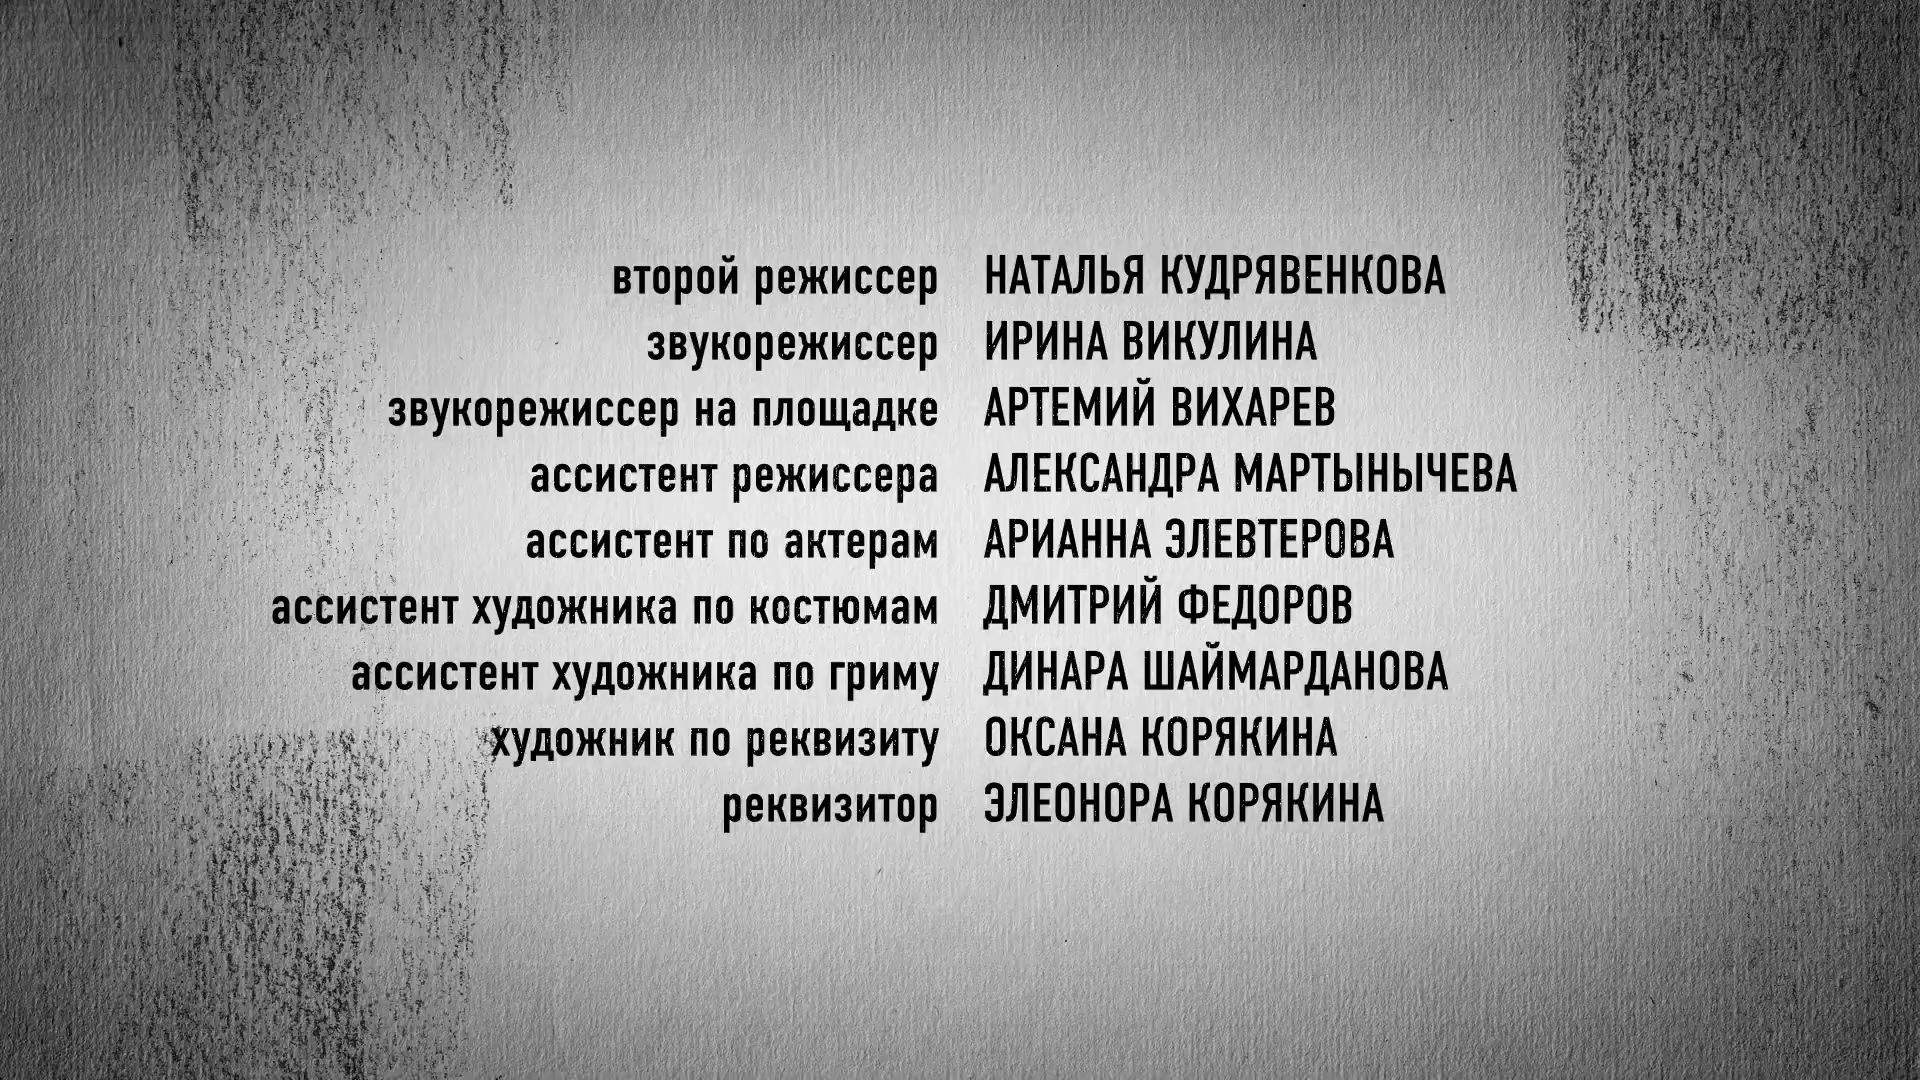 второй режиссер НАТАЛЬЯ КУДРЯВЕНКОВА
звукорежиссер ИРИНА ВИКУЛИНА
звукорежиссер на площадке АРТЕМИЙ ВИХАРЕВ
ассистент режиссера АЛЕКСАНДРА МАРТЫНЫЧЕВА
ассистент по актерам АРИАННА ЭЛЕВТЕРОВА
ассистент художника по костюмам ДМИТРИЙ ФЕДОРОВ
ассистент художника по гриму ДИНАРА ШАЙМАРДАНОВА
художник по реквизиту ОКСАНА КОРЯКИНА
реквизитор ЭЛЕОНОРА КОРЯКИНА